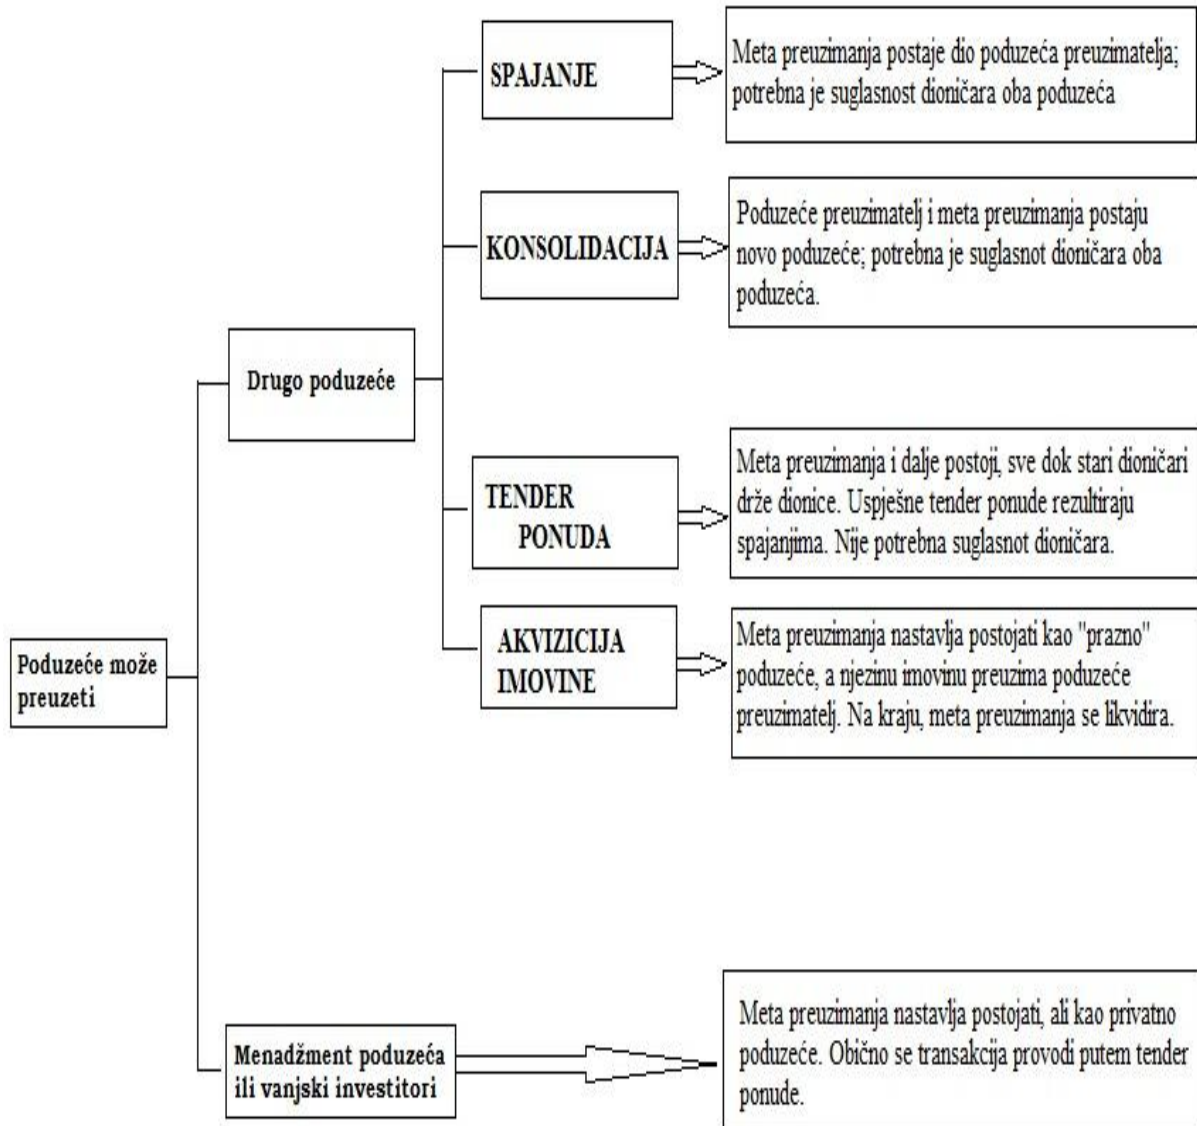 SPAJANJE
Meta preuzimanja postaje dio poduzeća preuzimatelja;
potrebna je suglasnost dioničara oba poduzeća
KONSOLIDACIJA
Poduzeće preuzimatelj i meta preuzimanja postaju
novo poduzeće; potrebna je suglasnot dioničara oba
poduzeća.
Drugo poduzeće
TENDER
PONUDA
Meta preuzimanja i dalje postoji, sve dok stari dioničari
drže dionice. Uspješne tender ponude rezultiraju
spajanjima. Nije potrebna suglasnot dioničara.
AKVIZICIJA
IMOVINE
Meta preuzimanja nastavlja postojati kao "prazno"
poduzeće, a njezinu imovinu preuzima poduzeće
preuzimatelj. Na kraju, meta preuzimanja se likvidira.
Poduzeće može
preuzeti
Menadžment poduzeća
ili vanjski investitori
Meta preuzimanja nastavlja postojati, ali kao privatno
poduzeće. Obično se transakcija provodi putem tender
ponude.